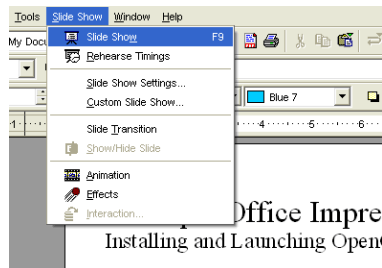 Tools Slide Show Window Help
My Docu
Slide Show F9
Rehearse Timings
Slide Show Settings...
Custom Slide Show...
Blue 7
Slide Transition
1 4 5 6
Show/Hide Slide
Animation
Effects
Interaction...
Office Impre
Installing and Launching Open